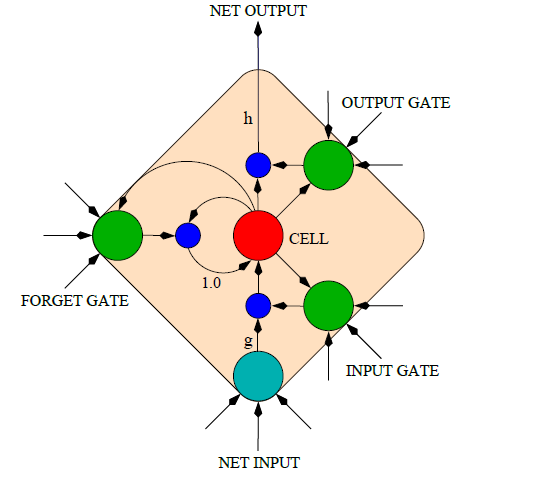 NET OUTPUT
OUTPUT GATE
h
CELL
1.0
FORGET GATE
g
INPUT GATE
NET INPUT